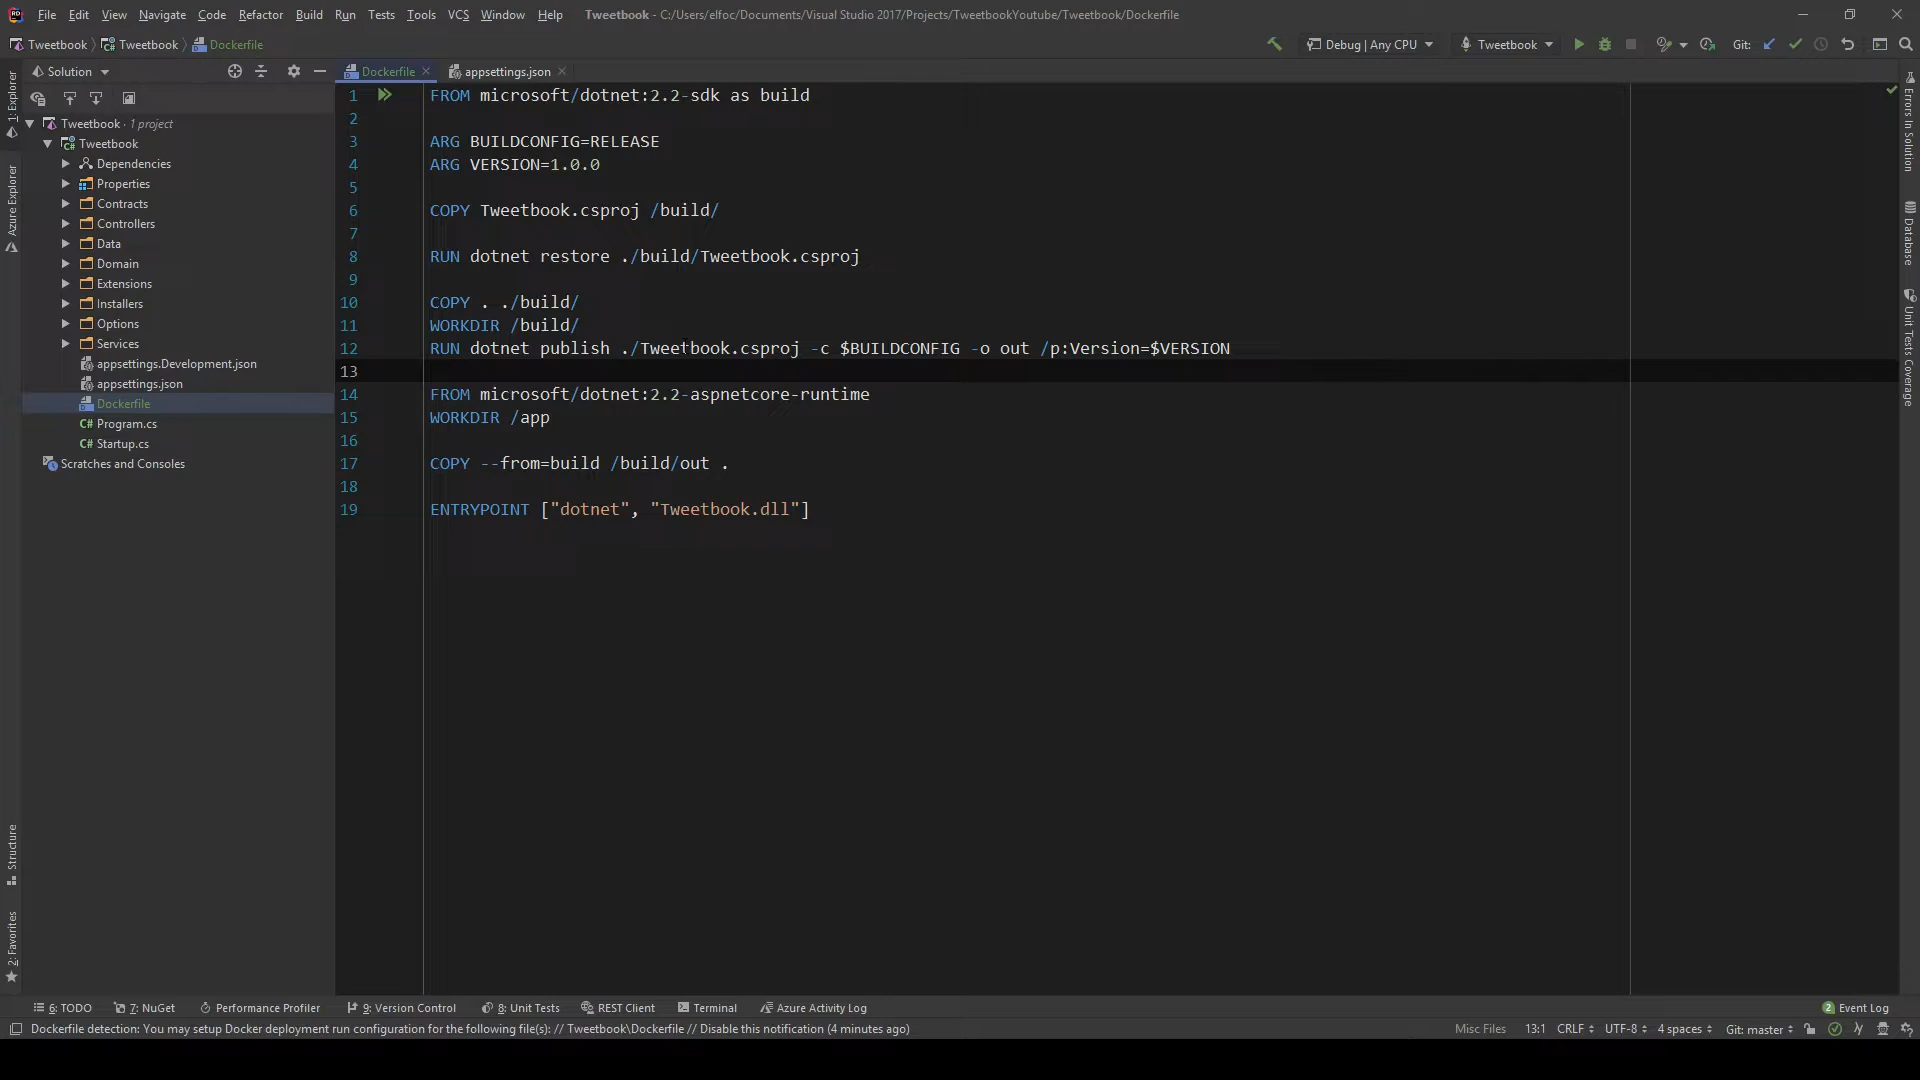 File Edit View Navigate Code Refactor Build Run Tests Tools VCS Window Help Tweetbook - C:/Users/elfoc/Documents/Visual Studio 2017/Projects/TweetbookYoutube/Tweetbook/Dockerfile
Tweetbook Tweetbook Dockerfile Debug | Any CPU Tweetbook Git:
Solution Dockerfile appsettings.json
1: Explorer
Azure Explorer
Structure
2: Favorites
Tweetbook · 1 project
Tweetbook
Dependencies
Properties
Contracts
Controllers
Data
Domain
Extensions
Installers
Options
Services
appsettings.Development.json
appsettings.json
Dockerfile
C# Program.cs
C# Startup.cs
Scratches and Consoles
1 FROM microsoft/dotnet:2.2-sdk as build
2
3 ARG BUILDCONFIG=RELEASE
4 ARG VERSION=1.0.0
5
6 COPY Tweetbook.csproj /build/
7
8 RUN dotnet restore ./build/Tweetbook.csproj
9
10 COPY . ./build/
11 WORKDIR /build/
12 RUN dotnet publish ./Tweetbook.csproj -c $BUILDCONFIG -o out /p:Version=$VERSION
13
14 FROM microsoft/dotnet:2.2-aspnetcore-runtime
15 WORKDIR /app
16
17 COPY --from=build /build/out .
18
19 ENTRYPOINT ["dotnet", "Tweetbook.dll"]
Errors In Solution
Database
Unit Tests Coverage
6: TODO 7: NuGet Performance Profiler 9: Version Control 8: Unit Tests REST Client Terminal Azure Activity Log 2 Event Log
Dockerfile detection: You may setup Docker deployment run configuration for the following file(s): // Tweetbook\Dockerfile // Disable this notification (4 minutes ago) Misc Files 13:1 CRLF UTF-8 4 spaces Git: master